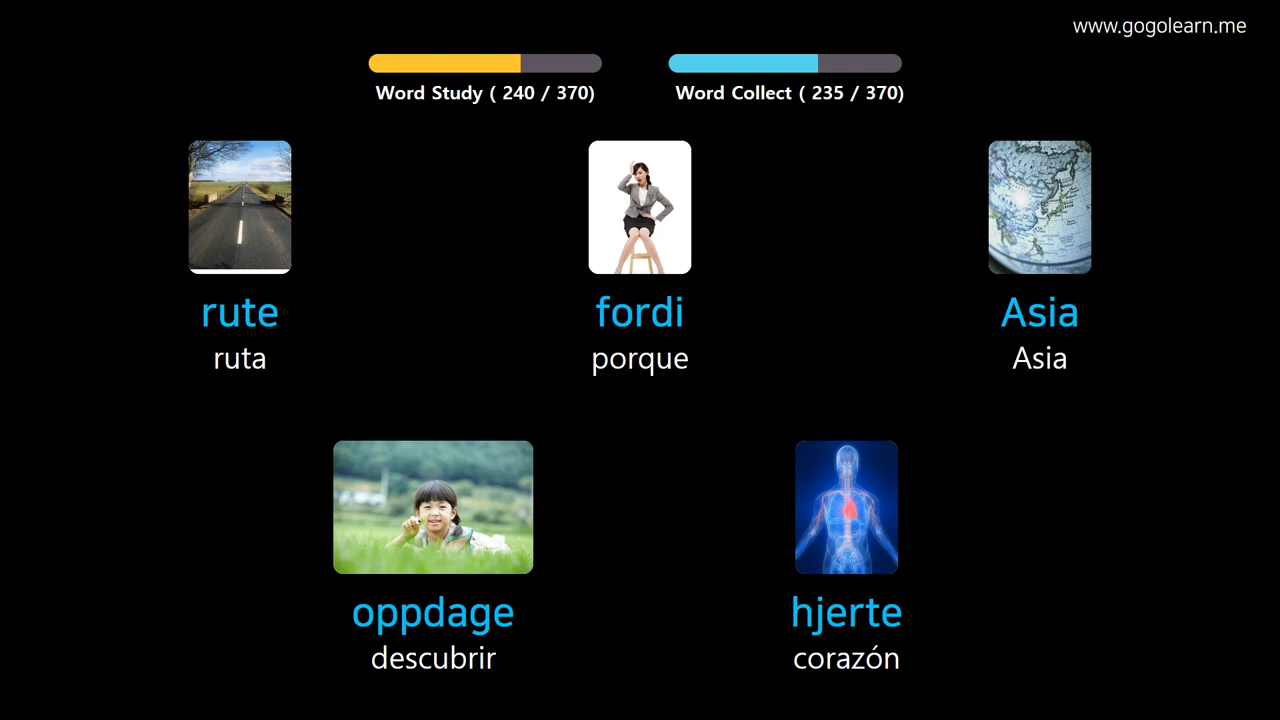 www.gogolearn.me
Word Study ( 240 / 370)
Word Collect ( 235 / 370)
rute
ruta
fordi
porque
Asia
Asia
oppdage
descubrir
hjerte
corazón